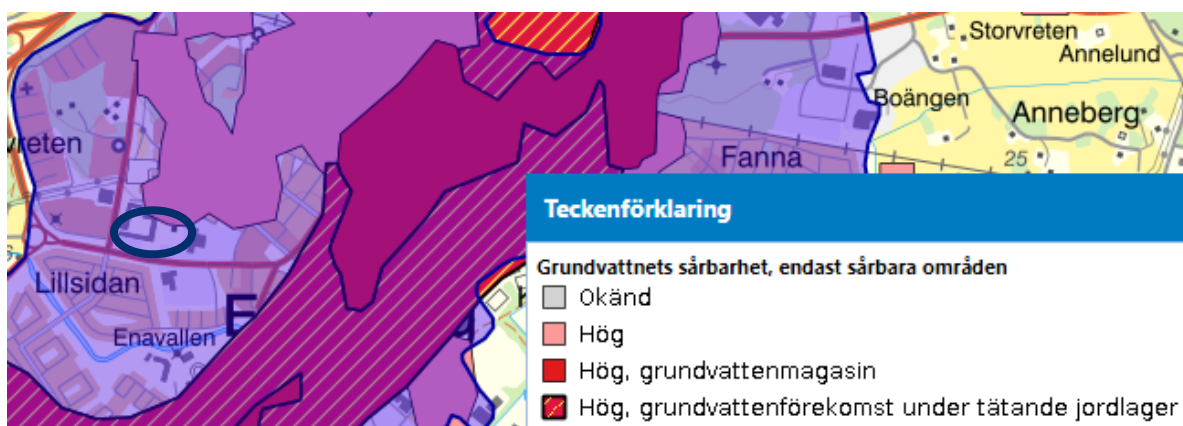 Storvreten
Annelund
Boängen
Anneberg
vreten
Fanna
25
Lillsidan
E
Enavallen
Teckenförklaring
Grundvattnets sårbarhet, endast sårbara områden
Okänd
Hög
Hög, grundvattenmagasin
Hög, grundvattenförekomst under tätande jordlager